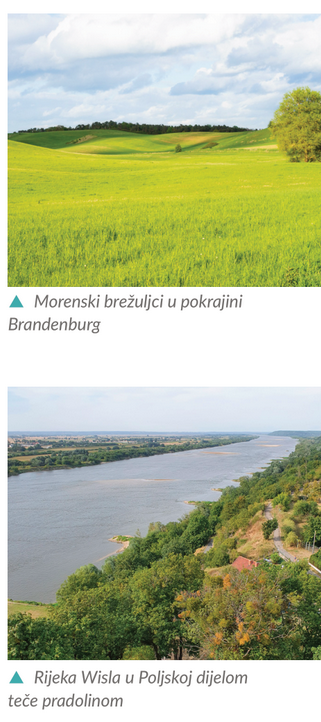 ▲ Morenski brežuljci u pokrajini
Brandenburg
▲ Rijeka Wisla u Poljskoj dijelom
teče pradolinom